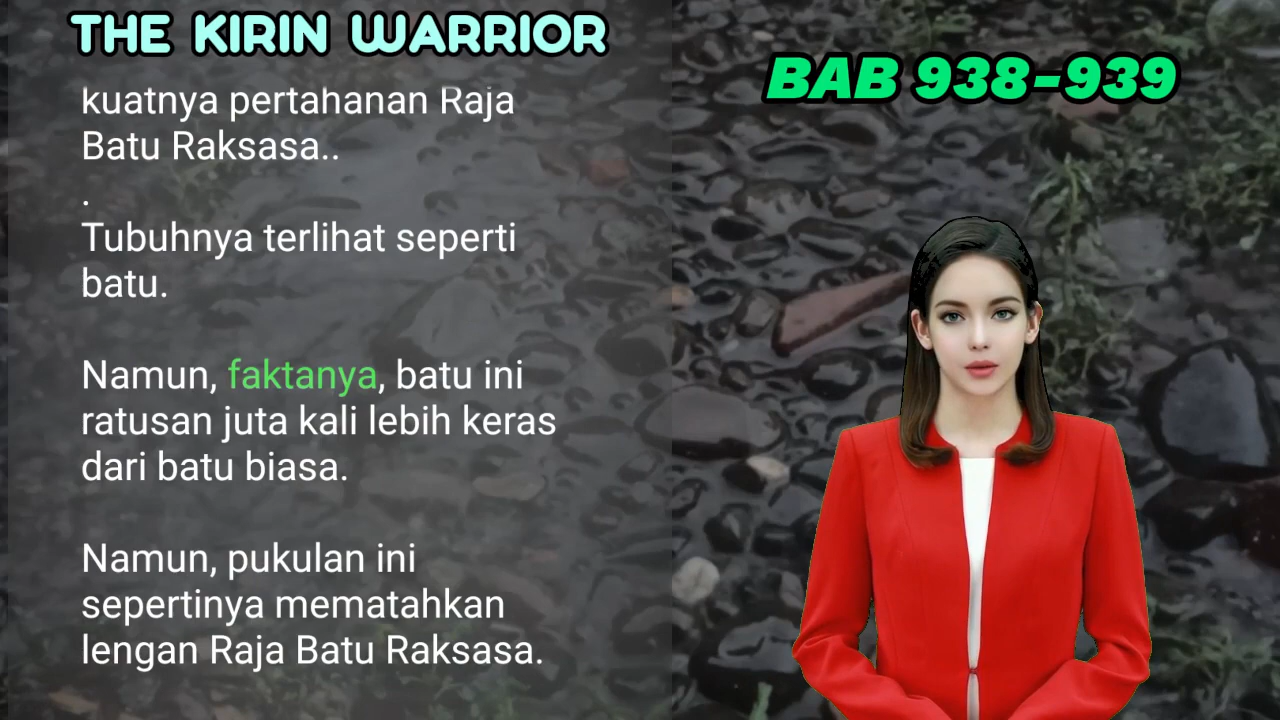 THE KIRIN WARRIOR
BAB 938-939
kuatnya pertahanan Raja
Batu Raksasa..
.
Tubuhnya terlihat seperti
batu.
Namun, faktanya, batu ini
ratusan juta kali lebih keras
dari batu biasa.
Namun, pukulan ini
sepertinya mematahkan
lengan Raja Batu Raksasa.